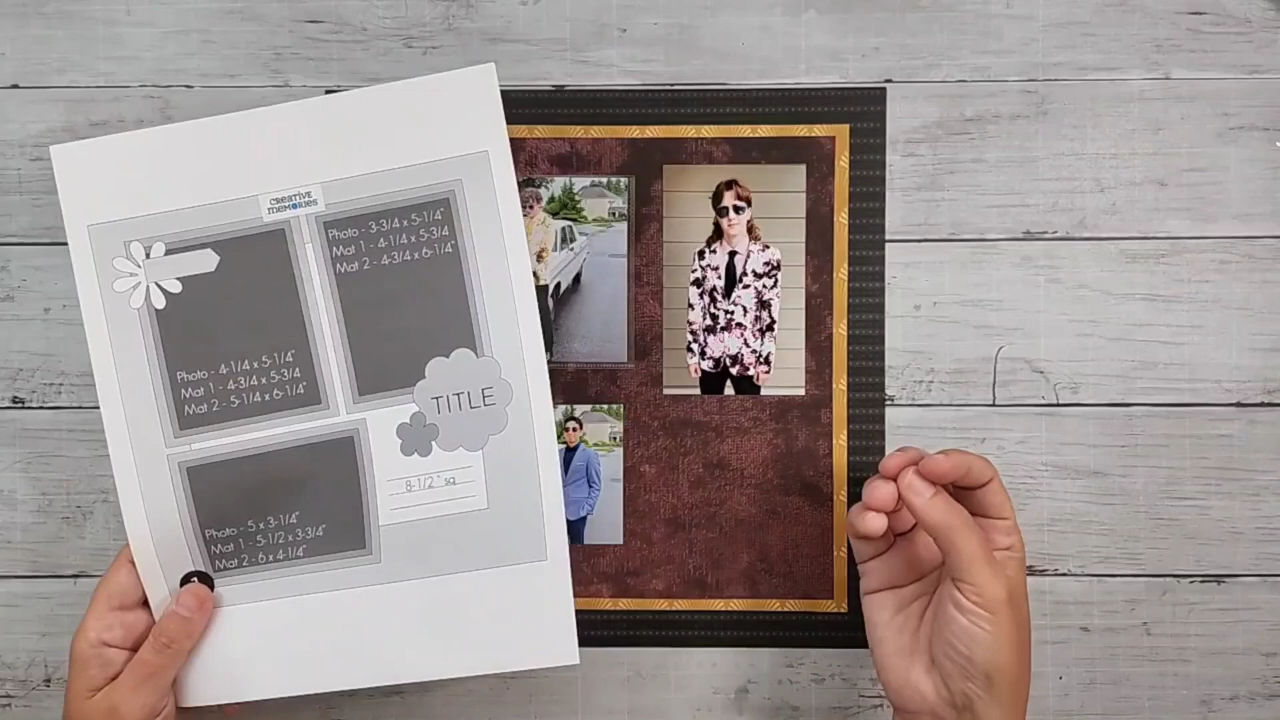 CREATIVE
MEMORIES
Photo - 3-3/4 x 5-1/4"
Mat 1 - 4-1/4 x 5-3/4
Mat 2 - 4-3/4 x 6-1/4"
Photo - 4-1/4 x 5-1/4"
Mat 1 - 4-3/4 x 5-3/4
Mat 2 - 5-1/4 x 6-1/4"
TITLE
8-1/2" sq
Photo - 5 x 3-1/4"
Mat 1 - 5-1/2 x 3-3/4"
Mat 2 - 6 x 4-1/4"